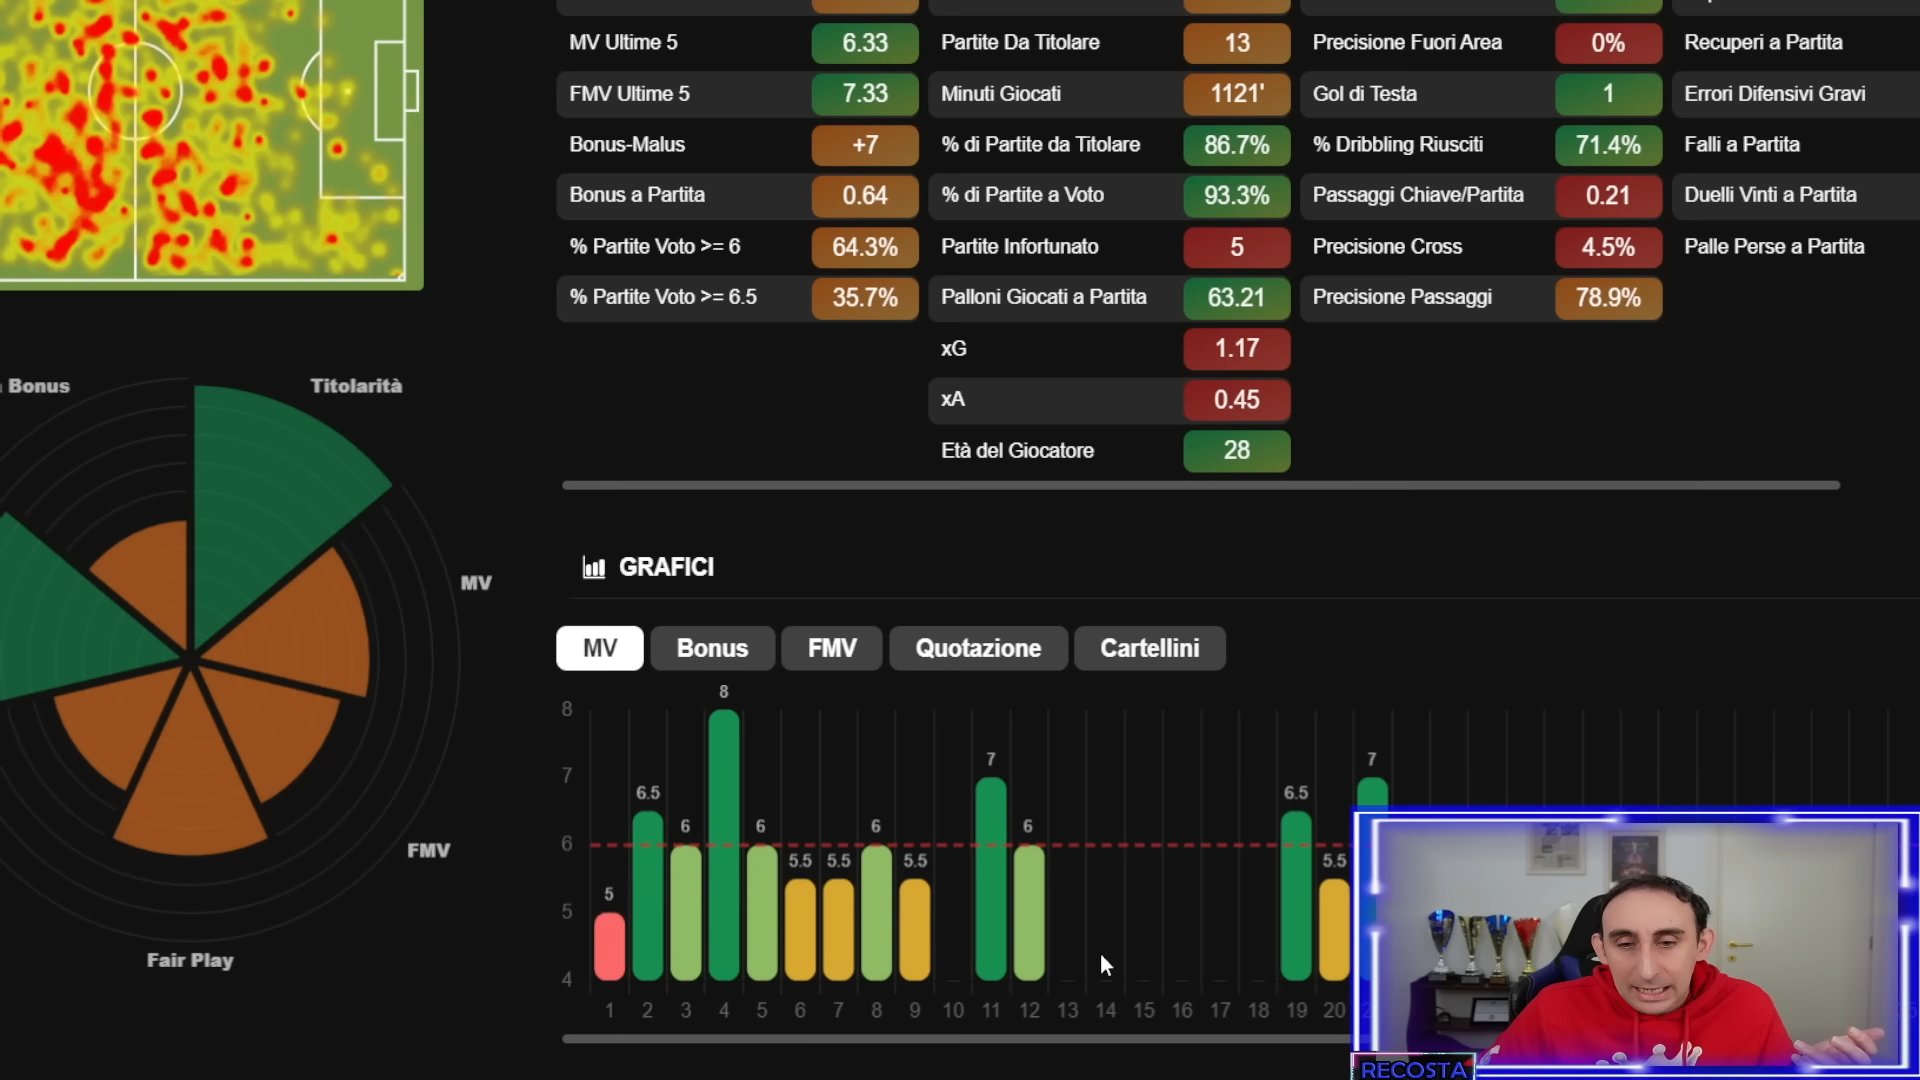 MV Ultime 5 6.33 Partite Da Titolare 13 Precisione Fuori Area 0% Recuperi a Partita
FMV Ultime 5 7.33 Minuti Giocati 1121' Gol di Testa 1 Errori Difensivi Gravi
Bonus-Malus +7 % di Partite da Titolare 86.7% % Dribbling Riusciti 71.4% Falli a Partita
Bonus a Partita 0.64 % di Partite a Voto 93.3% Passaggi Chiave/Partita 0.21 Duelli Vinti a Partita
% Partite Voto >= 6 64.3% Partite Infortunato 5 Precisione Cross 4.5% Palle Perse a Partita
% Partite Voto >= 6.5 35.7% Palloni Giocati a Partita 63.21 Precisione Passaggi 78.9%
xG 1.17
xA 0.45
Età del Giocatore 28
Bonus Titolarità
MV
FMV
Fair Play
GRAFICI
MV Bonus FMV Quotazione Cartellini
8
7
6
5
4
5 6.5 6 8 6 5.5 5.5 6 5.5 7 6 6.5 5.5 7
1 2 3 4 5 6 7 8 9 10 11 12 13 14 15 16 17 18 19 20
RECOSTA